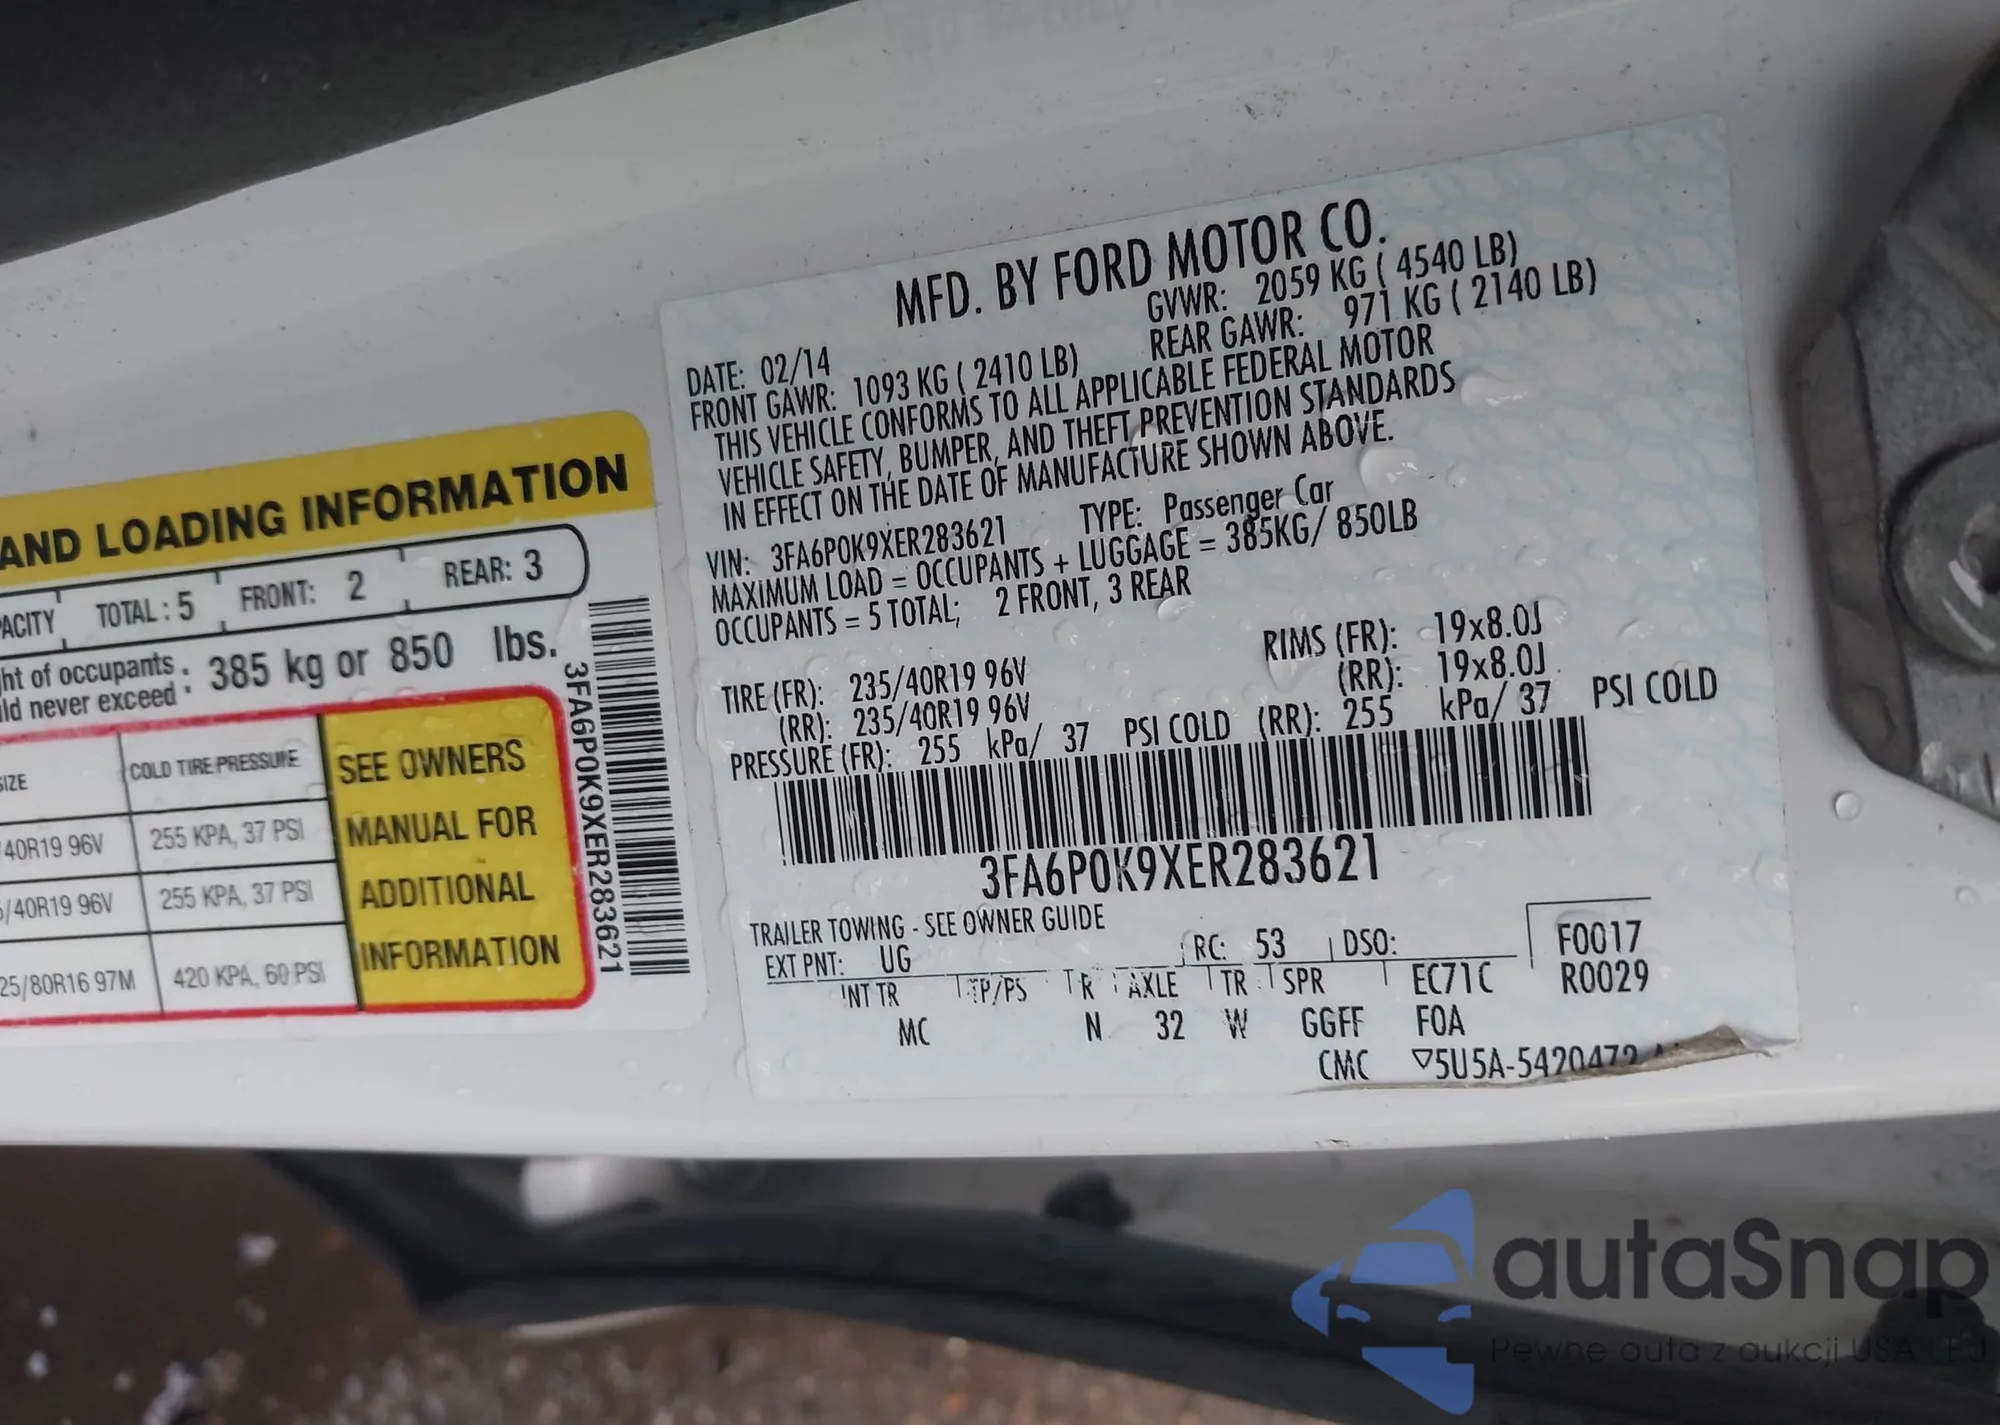 AND LOADING INFORMATION
TOTAL : 5 FRONT: 2 REAR: 3
of occupants : 385 kg or 850 lbs.
never exceed :
SIZE COLD TIRE PRESSURE
/40R19 96V 255 KPA, 37 PSI
/40R19 96V 255 KPA, 37 PSI
25/80R16 97M 420 KPA, 60 PSI
SEE OWNERS
MANUAL FOR
ADDITIONAL
INFORMATION
3FA6P0K9XER283621
MFD. BY FORD MOTOR CO.
DATE: 02/14 GVWR: 2059 KG ( 4540 LB)
FRONT GAWR: 1093 KG ( 2410 LB) REAR GAWR: 971 KG ( 2140 LB)
THIS VEHICLE CONFORMS TO ALL APPLICABLE FEDERAL MOTOR
VEHICLE SAFETY, BUMPER, AND THEFT PREVENTION STANDARDS
IN EFFECT ON THE DATE OF MANUFACTURE SHOWN ABOVE.
VIN: 3FA6P0K9XER283621 TYPE: Passenger Car
MAXIMUM LOAD = OCCUPANTS + LUGGAGE = 385KG/ 850LB
OCCUPANTS = 5 TOTAL; 2 FRONT, 3 REAR
RIMS (FR): 19x8.0J
TIRE (FR): 235/40R19 96V (RR): 19x8.0J
(RR): 235/40R19 96V
PRESSURE (FR): 255 kPa/ 37 PSI COLD (RR): 255 kPa/ 37 PSI COLD
3FA6P0K9XER283621
TRAILER TOWING - SEE OWNER GUIDE
EXT PNT: UG RC: 53 DSO: F0017
INT TR TP/PS R AXLE TR SPR EC71C R0029
MC N 32 W GGFF F0A
CMC ▽5U5A-5420472
autaSnap
Pewne auta z aukcji USA i EU